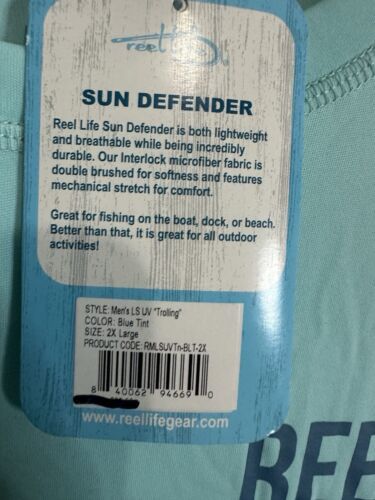 reel
SUN DEFENDER
Reel Life Sun Defender is both lightweight
and breathable while being incredibly
durable. Our Interlock microfiber fabric is
double brushed for softness and features
mechanical stretch for comfort.
Great for fishing on the boat, dock, or beach.
Better than that, it is great for all outdoor
activities!
STYLE: Men's LS UV "Trolling"
COLOR: Blue Tint
SIZE: 2X Large
PRODUCT CODE: RMLSUVTn-BLT-2X
8 40062 94669 0
www.reellifegear.com